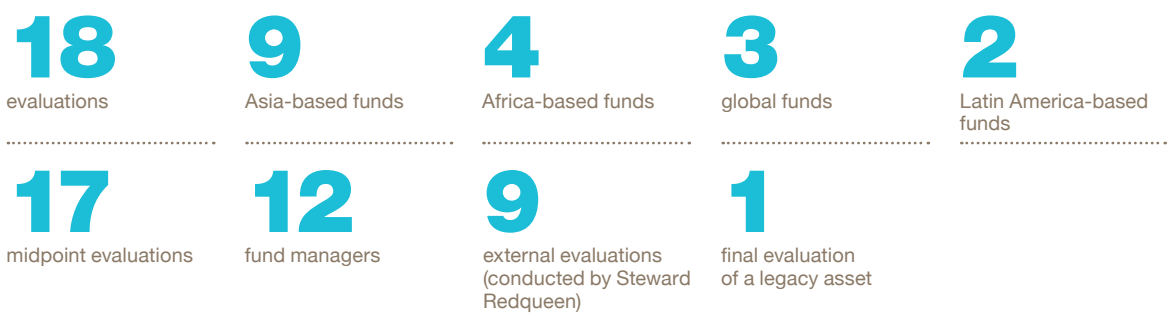 18
evaluations
9
Asia-based funds
4
Africa-based funds
3
global funds
2
Latin America-based
funds
17
midpoint evaluations
12
fund managers
9
external evaluations
(conducted by Steward
Redqueen)
1
final evaluation
of a legacy asset